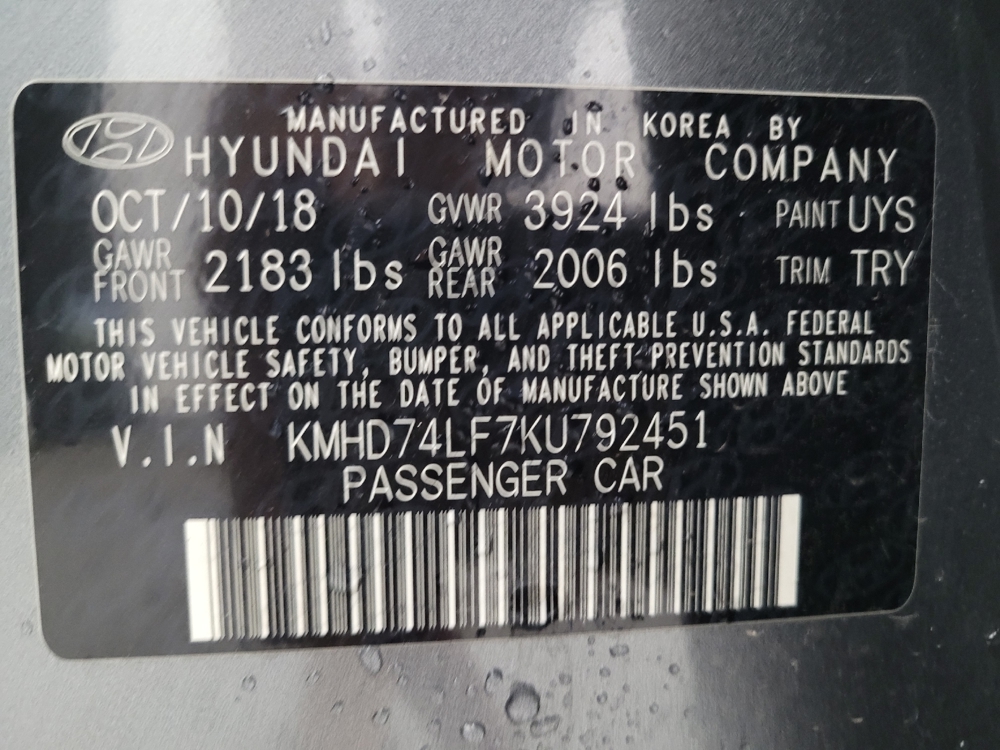 MANUFACTURED IN KOREA BY
HYUNDAI MOTOR COMPANY
OCT/10/18 GVWR 3924 lbs PAINT UYS
GAWR FRONT 2183 lbs GAWR REAR 2006 lbs TRIM TRY
THIS VEHICLE CONFORMS TO ALL APPLICABLE U.S.A. FEDERAL
MOTOR VEHICLE SAFETY, BUMPER, AND THEFT PREVENTION STANDARDS
IN EFFECT ON THE DATE OF MANUFACTURE SHOWN ABOVE
V.I.N KMHD74LF7KU792451
PASSENGER CAR